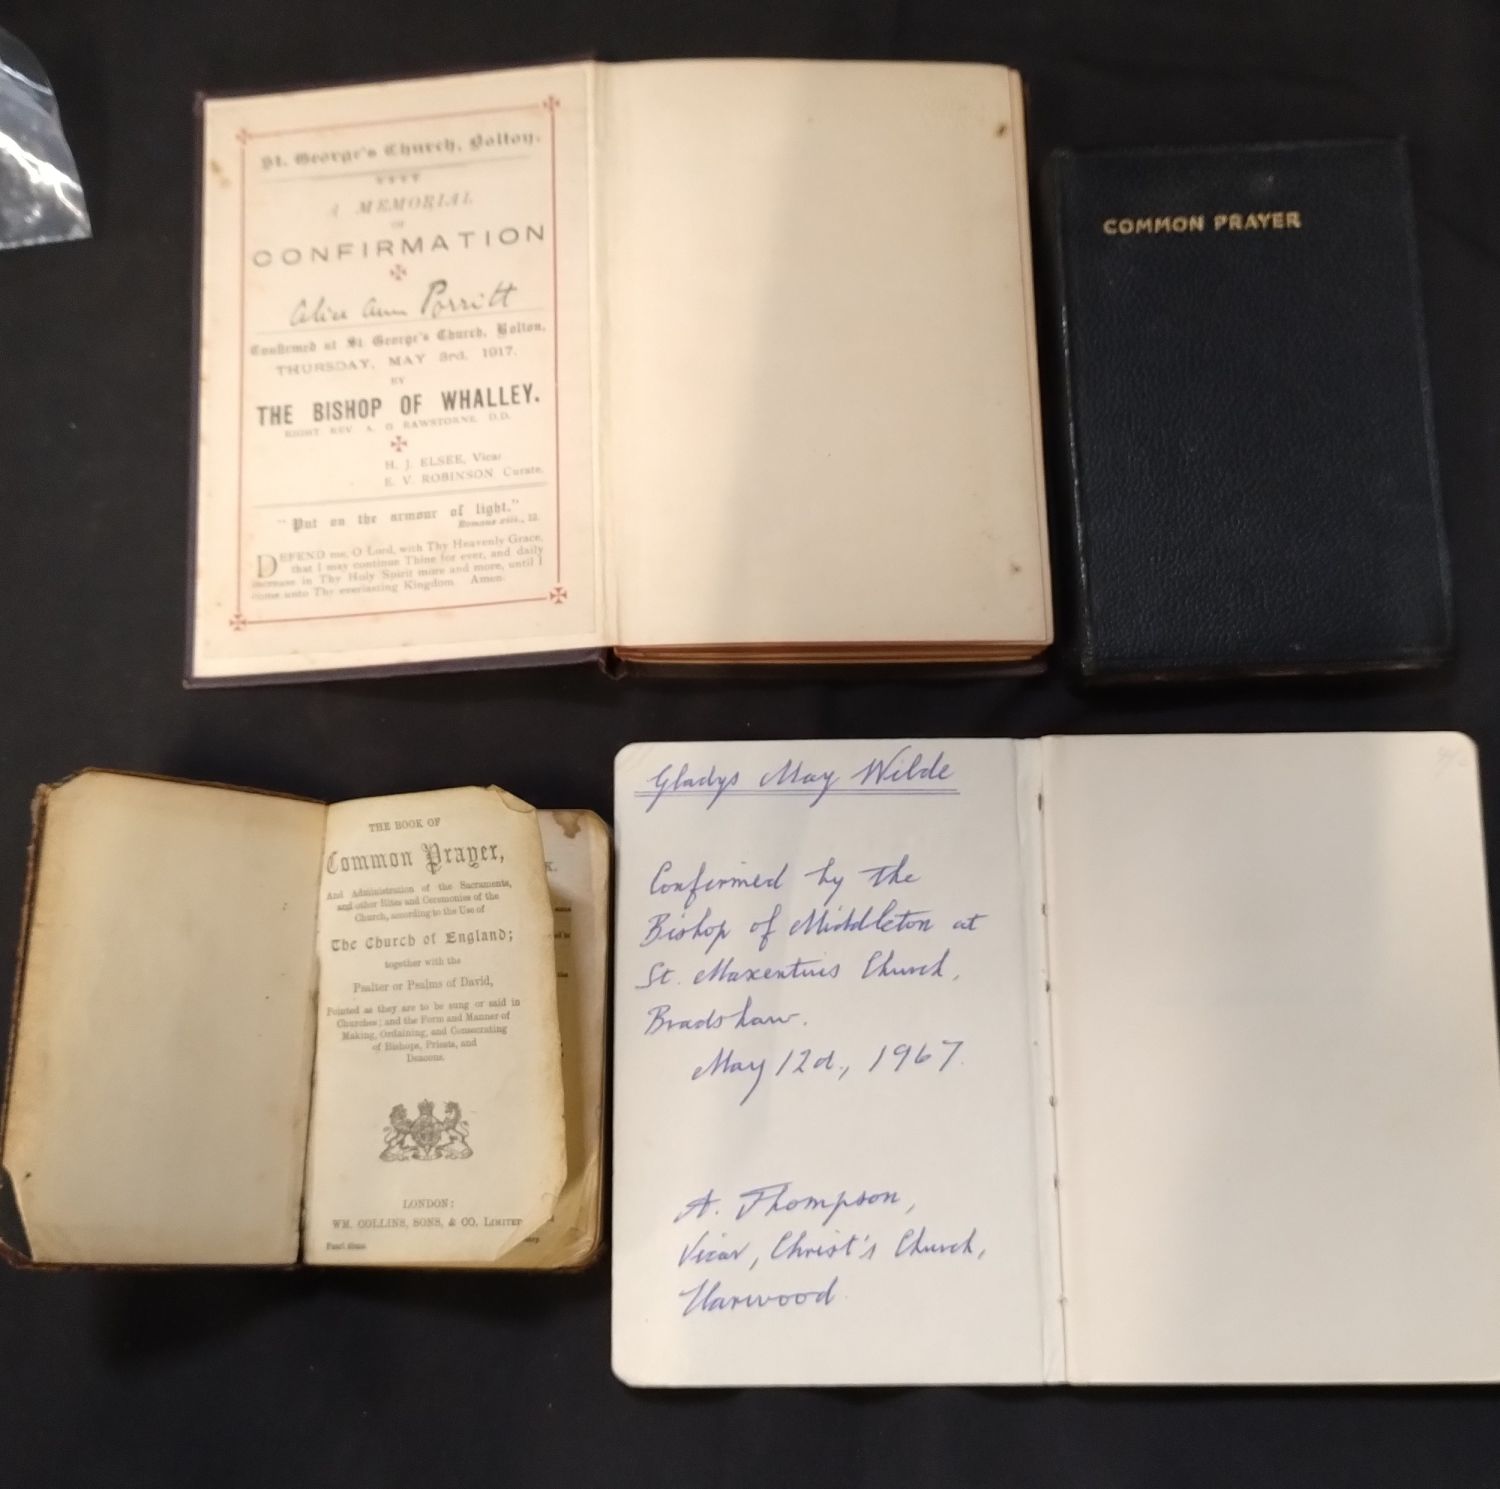 St. George's Church, Bolton.
A MEMORIAL
OF
CONFIRMATION
Alice Ann Porritt
Confirmed at St. George's Church, Bolton,
THURSDAY, MAY 3rd, 1917.
BY
THE BISHOP OF WHALLEY.
RIGHT REV. A. G. RAWSTORNE, D.D.
H. J. ELSEE, Vicar
E. V. ROBINSON, Curate.
"Put on the armour of light."
Romans xiii., 12.
DEFEND me, O Lord, with Thy Heavenly Grace,
that I may continue Thine for ever, and daily
increase in Thy Holy Spirit more and more, until I
come unto Thy everlasting Kingdom. Amen.
COMMON PRAYER
THE BOOK OF
Common Prayer,
And Administration of the Sacraments,
and other Rites and Ceremonies of the
Church, according to the Use of
The Church of England;
together with the
Psalter or Psalms of David,
Pointed as they are to be sung or said in
Churches; and the Form and Manner of
Making, Ordaining, and Consecrating
of Bishops, Priests, and
Deacons.
LONDON:
WM. COLLINS, SONS, & CO, LIMITED
Gladys May Wilde
Confirmed by the
Bishop of Middleton at
St. Maxentius Church,
Bradshaw.
May 12d., 1967.
A. Thompson,
Vicar, Christ's Church,
Harwood.